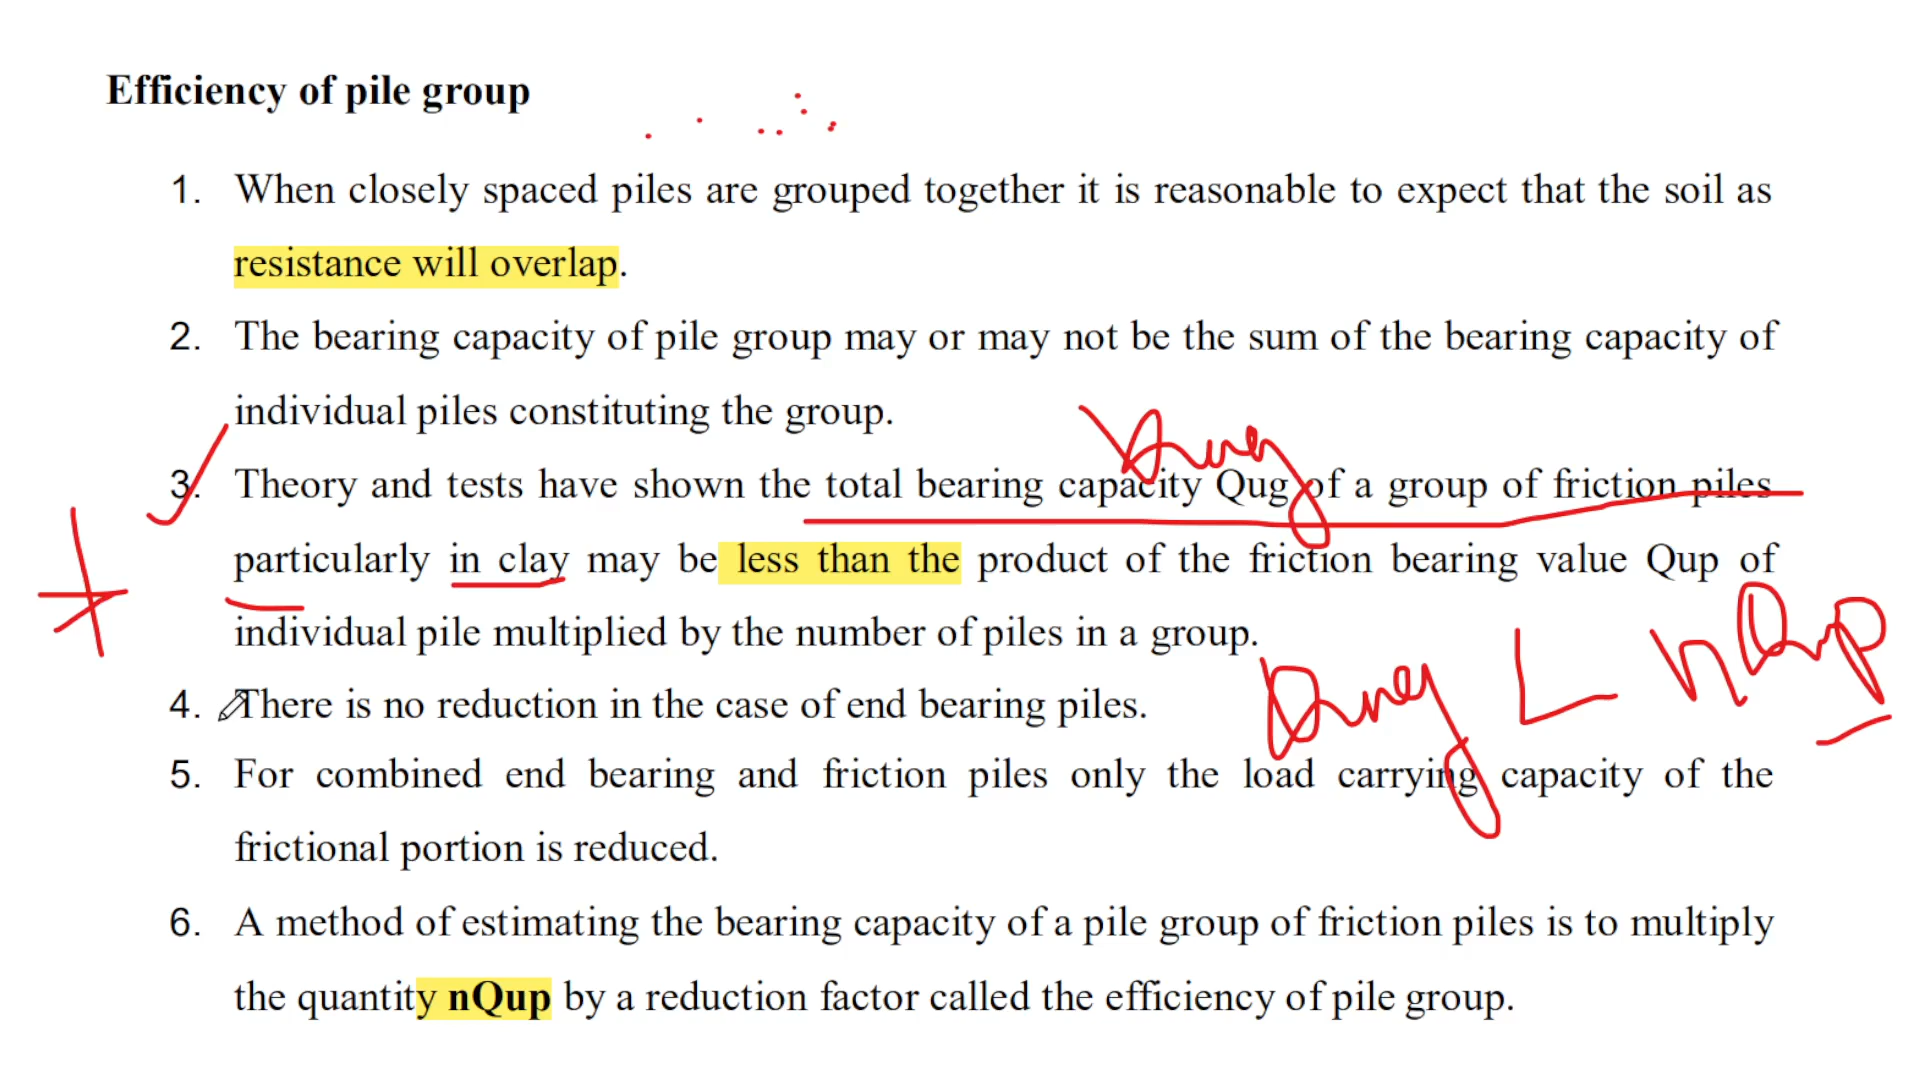 Efficiency of pile group
1. When closely spaced piles are grouped together it is reasonable to expect that the soil as
resistance will overlap.
2. The bearing capacity of pile group may or may not be the sum of the bearing capacity of
individual piles constituting the group.
Qug
3. Theory and tests have shown the total bearing capacity Qug of a group of friction piles
particularly in clay may be less than the product of the friction bearing value Qup of
individual pile multiplied by the number of piles in a group.
Qug < nQup
4. There is no reduction in the case of end bearing piles.
5. For combined end bearing and friction piles only the load carrying capacity of the
frictional portion is reduced.
6. A method of estimating the bearing capacity of a pile group of friction piles is to multiply
the quantity nQup by a reduction factor called the efficiency of pile group.